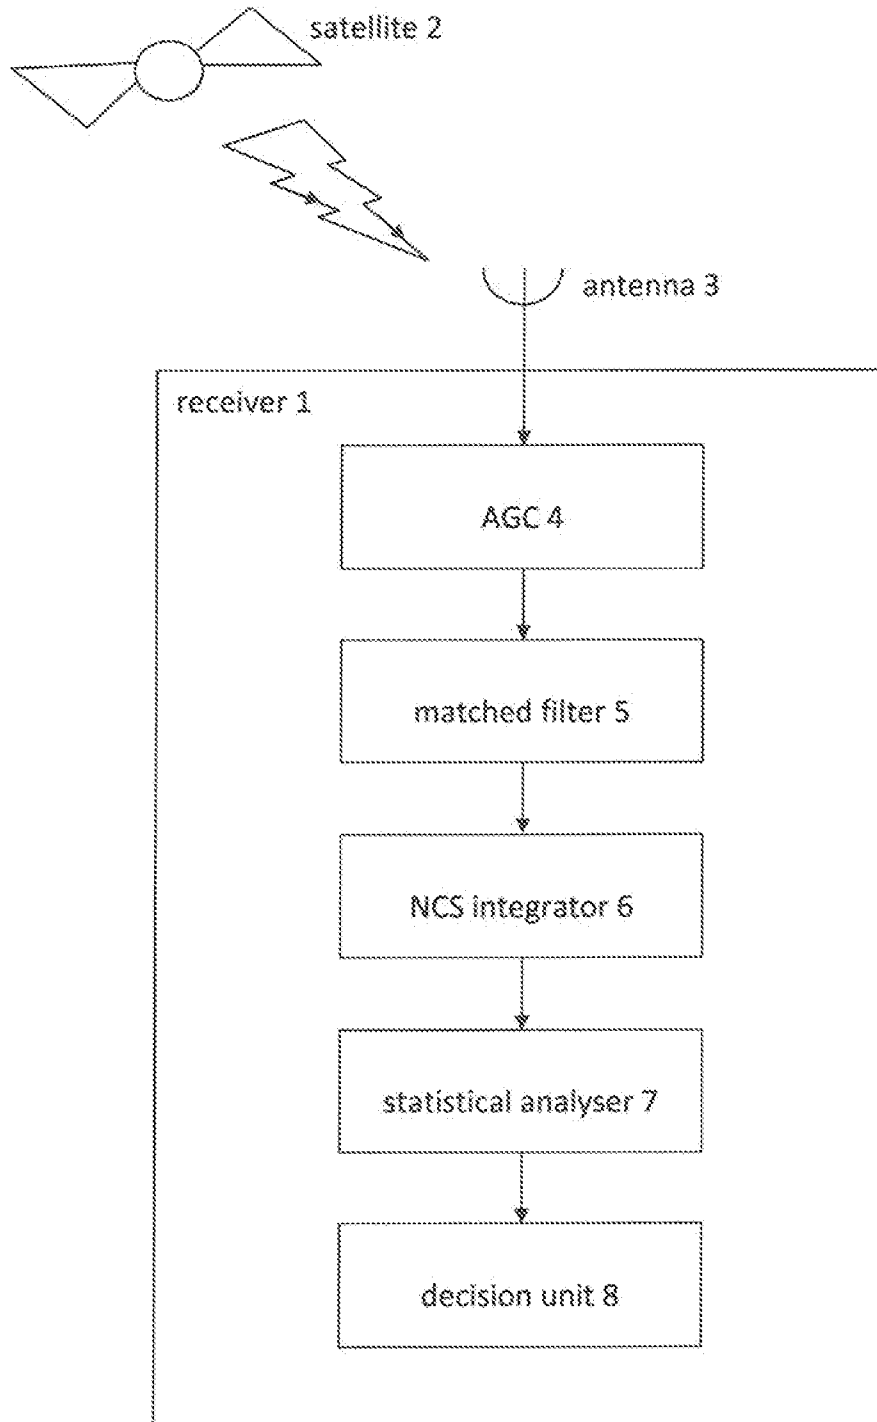 satellite 2
antenna 3
receiver 1
AGC 4
matched filter 5
NCS integrator 6
statistical analyser 7
decision unit 8